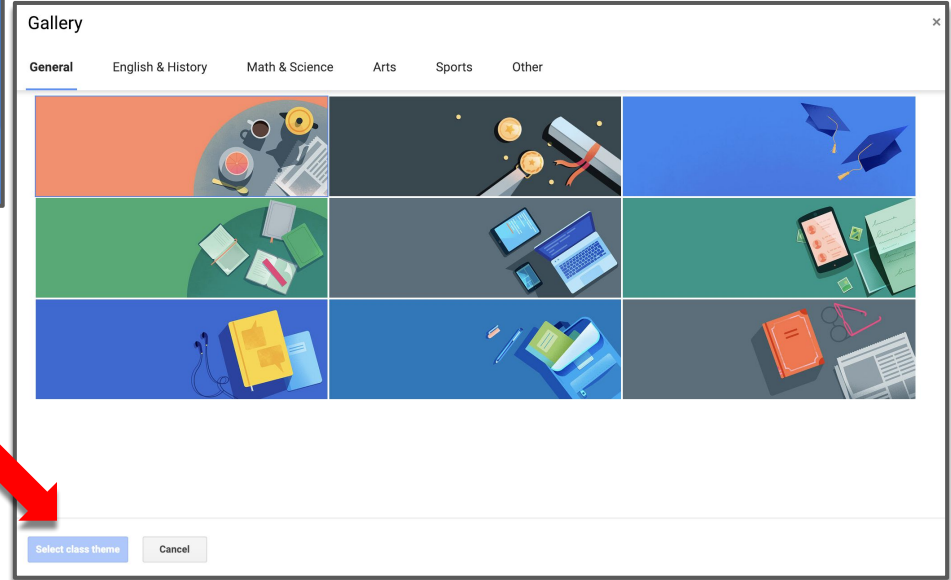 Gallery
×
General English & History Math & Science Arts Sports Other
Select class theme Cancel